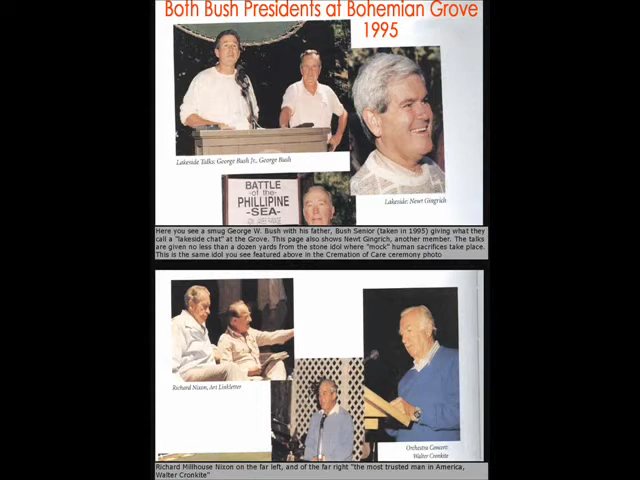 Both Bush Presidents at Bohemian Grove
1995
Lakeside Talks: George Bush Jr., George Bush
BATTLE
-of the-
PHILLIPINE
-SEA-
Lakeside: Newt Gingrich
Here you see a smug George W. Bush with his father, Bush Senior (taken in 1995) giving what they
call a "lakeside chat" at the Grove. This page also shows Newt Gingrich, another member. The talks
are given no less than a dozen yards from the stone idol where "mock" human sacrifices take place.
This is the same idol you see featured above in the Cremation of Care ceremony photo
Richard Nixon, Art Linkletter
Orchestra Concert,
Walter Cronkite
Richard Millhouse Nixon on the far left, and of the far right "the most trusted man in America,
Walter Cronkite"